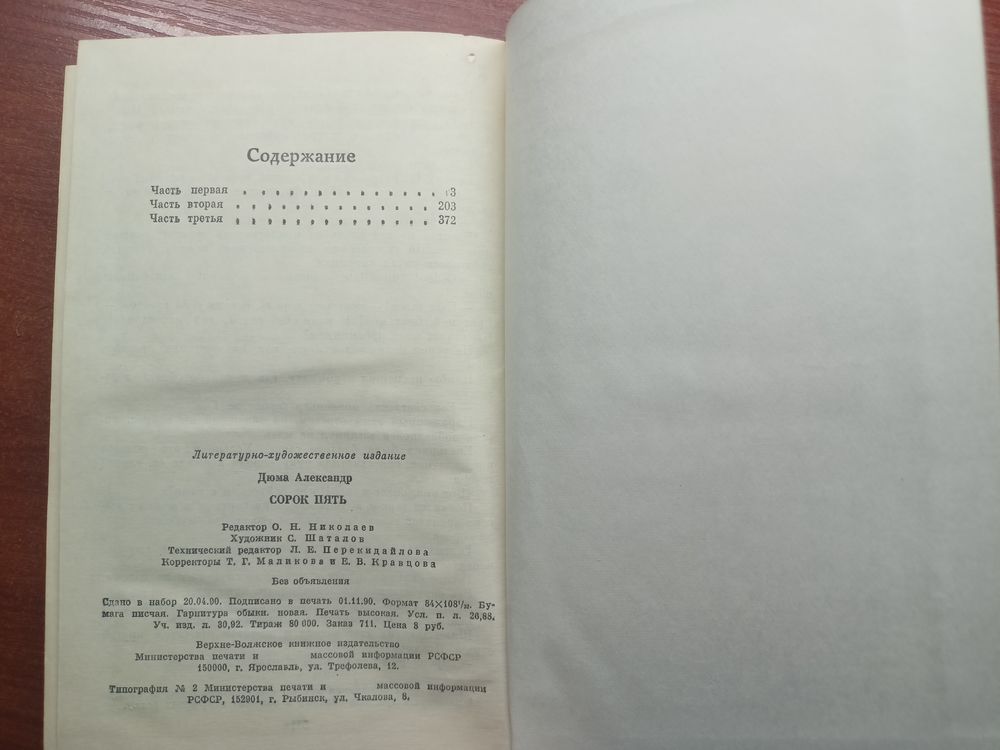 Содержание
Часть первая . . . . . . . . . . . . . . 3
Часть вторая . . . . . . . . . . . . . . 203
Часть третья . . . . . . . . . . . . . . 372
Литературно-художественное издание
Дюма Александр
СОРОК ПЯТЬ
Редактор О. Н. Николаев
Художник С. Шаталов
Технический редактор Л. Е. Перекидайлова
Корректоры Т. Г. Маликова и Е. В. Кравцова
Без объявления
Сдано в набор 20.04.90. Подписано в печать 01.11.90. Формат 84×108¹/₃₂. Бу-
мага писчая. Гарнитура обыкн. новая. Печать высокая. Усл. п. л. 26,88.
Уч. изд. л. 30,92. Тираж 80 000. Заказ 711. Цена 8 руб.
Верхне-Волжское книжное издательство
Министерства печати и массовой информации РСФСР
150000, г. Ярославль, ул. Трефолева, 12.
Типография № 2 Министерства печати и массовой информации
РСФСР, 152901, г. Рыбинск, ул. Чкалова, 8.